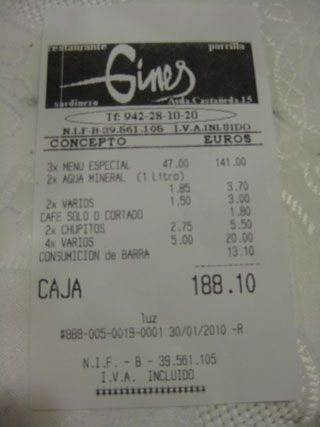 restaurante parrilla
Gines
sardinero Avda.Castañeda,15
Tf: 942-28-10-20
N.I.F-B-39.561.105 I.V.A.INLUIDO
CONCEPTO EUROS
3x MENU ESPECIAL 47.00 141.00
2x AGUA MINERAL (1 Litro)
1.85 3.70
2x VARIOS 1.50 3.00
CAFE SOLO O CORTADO 1.80
2x CHUPITOS 2.75 5.50
4x VARIOS 5.00 20.00
CONSUMICION de BARRA 13.10
CAJA 188.10
luz
#888-005-0019-0001 30/01/2010 -R
N.I.F. - B - 39.561.105
I.V.A. INCLUIDO